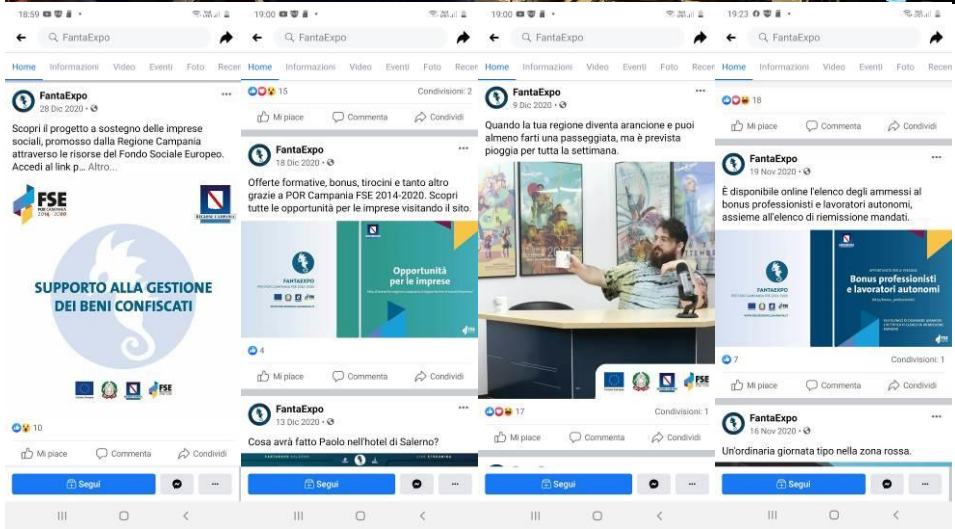 18:59
FantaExpo
Home Informazioni Video Eventi Foto Recen
FantaExpo
28 Dic 2020
Scopri il progetto a sostegno delle imprese
sociali, promosso dalla Regione Campania
attraverso le risorse del Fondo Sociale Europeo.
Accedi al link p... Altro...
FSE
POR CAMPANIA
2014 - 2020
REGIONE CAMPANIA
SUPPORTO ALLA GESTIONE
DEI BENI CONFISCATI
FSE
10
Mi piace Commenta Condividi
Segui
19:00
FantaExpo
Home Informazioni Video Eventi Foto Recen
15 Condivisioni: 2
Mi piace Commenta Condividi
FantaExpo
18 Dic 2020
Offerte formative, bonus, tirocini e tanto altro
grazie a POR Campania FSE 2014-2020. Scopri
tutte le opportunità per le imprese visitando il sito.
FANTAEXPO
Opportunità
per le imprese
4
Mi piace Commenta Condividi
FantaExpo
13 Dic 2020
Cosa avrà fatto Paolo nell'hotel di Salerno?
FANTAEXPO SALERNO
LIVE STREAMING
Segui
19:00
FantaExpo
Home Informazioni Video Eventi Foto Recen
FantaExpo
9 Dic 2020
Quando la tua regione diventa arancione e puoi
almeno farti una passeggiata, ma è prevista
pioggia per tutta la settimana.
FSE
17 Condivisioni: 1
Mi piace Commenta Condividi
Segui
19:23
FantaExpo
Home Informazioni Video Eventi Foto Recen
18
Mi piace Commenta Condividi
FantaExpo
19 Nov 2020
È disponibile online l'elenco degli ammessi al
bonus professionisti e lavoratori autonomi,
assieme all'elenco di riemissione mandati.
FANTAEXPO
Bonus professionisti
e lavoratori autonomi
7 Condivisioni: 1
Mi piace Commenta Condividi
FantaExpo
16 Nov 2020
Un'ordinaria giornata tipo nella zona rossa.
Segui